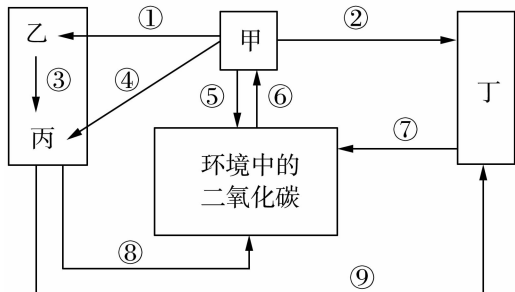 ①
甲
②
乙
③
④
丙
⑤
⑥
丁
⑦
环境中的
二氧化碳
⑧
⑨